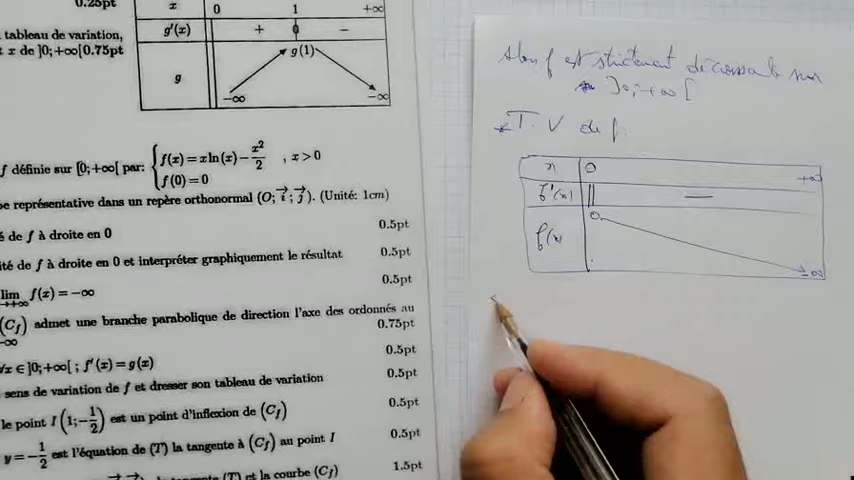 0.25pt
x 0 1 +∞
tableau de variation, g'(x) + 0 −
x de ]0;+∞[ 0.75pt
g −∞ g(1) −∞
f définie sur [0;+∞[ par: { f(x) = x ln(x) − x²/2 , x > 0
f(0) = 0
représentative dans un repère orthonormal (O; i⃗; j⃗). (Unité: 1cm)
de f à droite en 0 0.5pt
ité de f à droite en 0 et interpréter graphiquement le résultat 0.5pt
lim f(x) = −∞ 0.5pt
→+∞
(Cf) admet une branche parabolique de direction l'axe des ordonnés au
−∞ 0.75pt
∀x ∈ ]0;+∞[ ; f'(x) = g(x) 0.5pt
sens de variation de f et dresser son tableau de variation 0.5pt
le point I(1; −1/2) est un point d'inflexion de (Cf) 0.5pt
y = −1/2 est l'équation de (T) la tangente à (Cf) au point I 0.5pt
tangente (T) et la courbe (Cf) 1.5pt
Alors f est strictement décroissante sur
]0, +∞[
T. V de f
x 0 +∞
f'(x) || −
f(x) 0 −∞